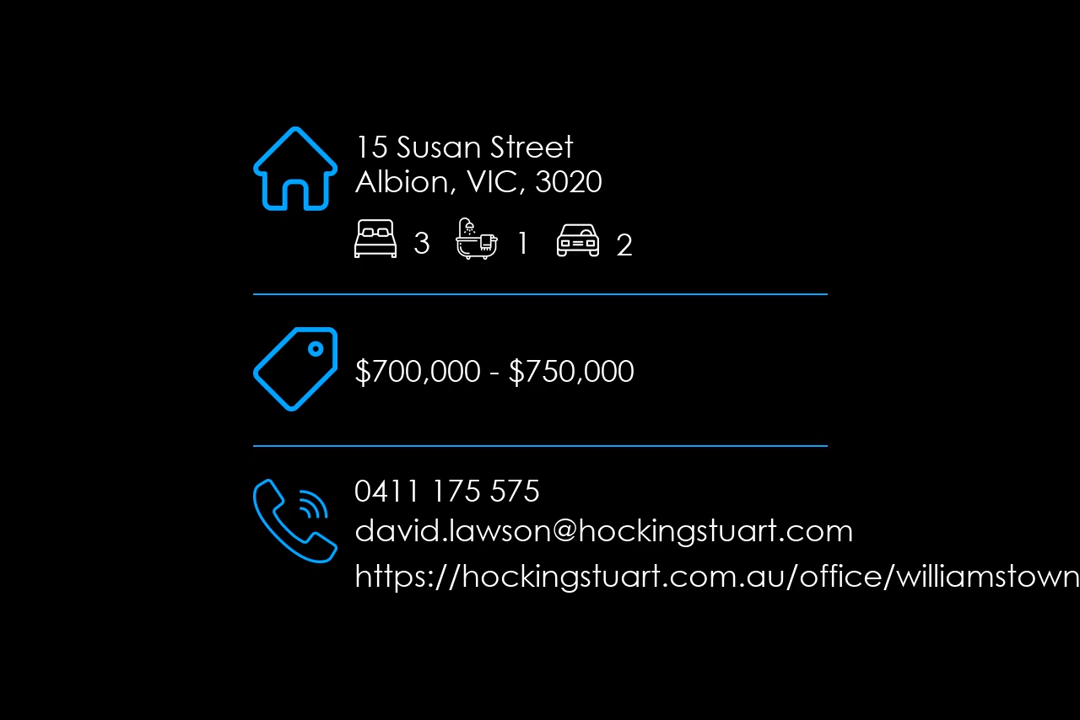 15 Susan Street
Albion, VIC, 3020
3 1 2
$700,000 - $750,000
0411 175 575
david.lawson@hockingstuart.com
https://hockingstuart.com.au/office/williamstown